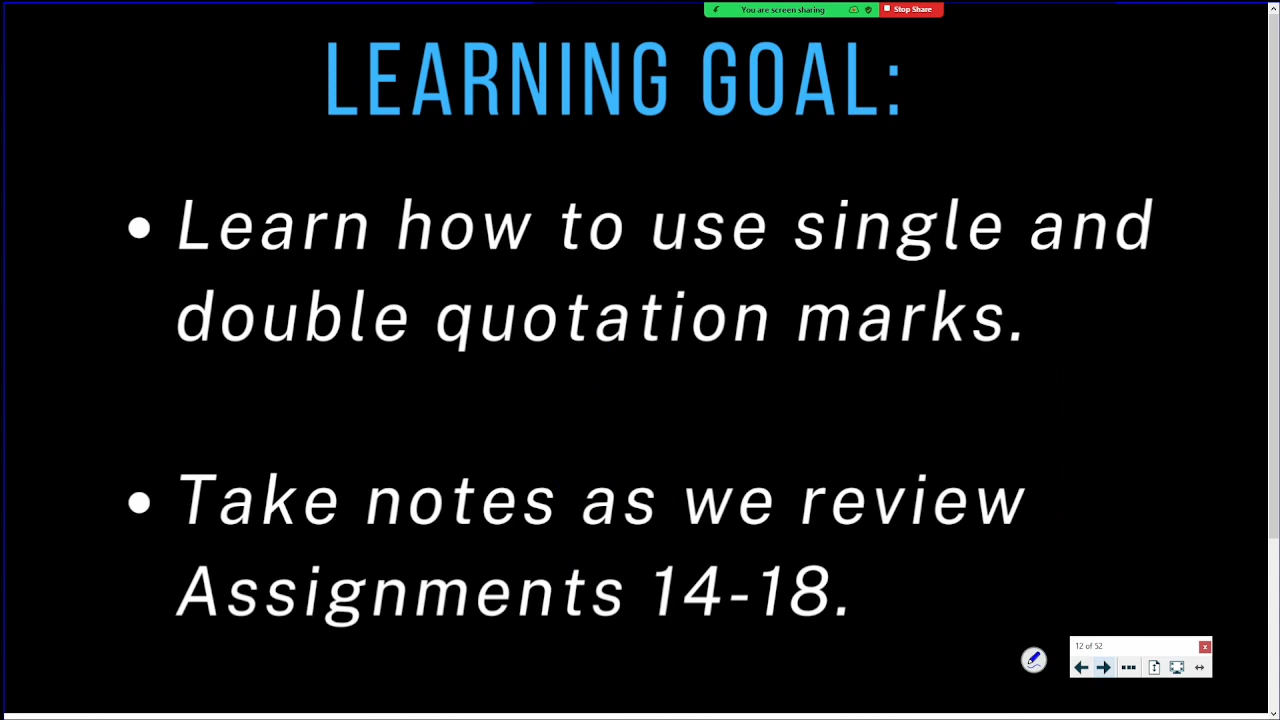 You are screen sharing Stop Share
LEARNING GOAL:
• Learn how to use single and
double quotation marks.
• Take notes as we review
Assignments 14-18.
12 of 52 x